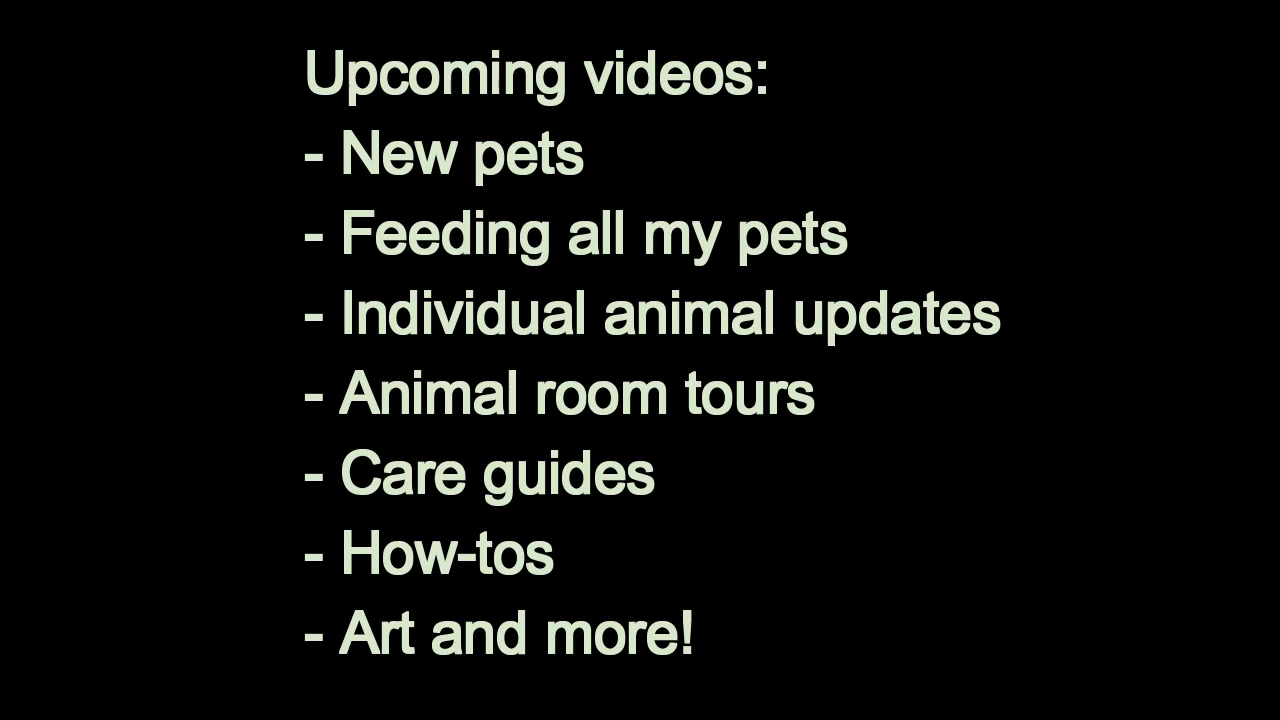 Upcoming videos:
- New pets
- Feeding all my pets
- Individual animal updates
- Animal room tours
- Care guides
- How-tos
- Art and more!